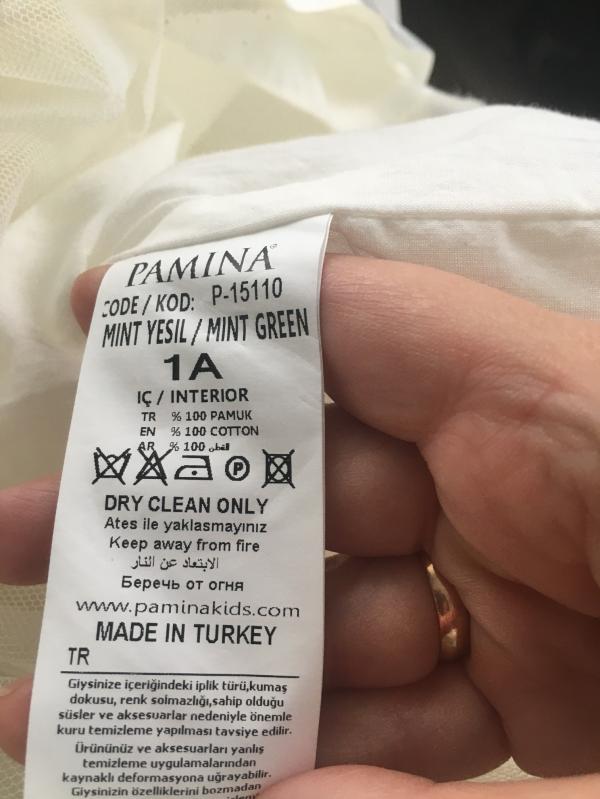 PAMINA
CODE / KOD: P-15110
MINT YESIL / MINT GREEN
1A
IÇ / INTERIOR
TR % 100 PAMUK
EN % 100 COTTON
AR % 100 القطن
P
DRY CLEAN ONLY
Ates ile yaklasmayınız
Keep away from fire
الابتعاد عن النار
Беречь от огня
www.paminakids.com
MADE IN TURKEY
TR
Giysinize içeriğindeki iplik türü,kumaş
dokusu, renk solmazlığı,sahip olduğu
süsler ve aksesuarlar nedeniyle önemle
kuru temizleme yapılması tavsiye edilir.
Ürününüz ve aksesuarları yanlış
temizleme uygulamalarından
kaynaklı deformasyona uğrayabilir.
Giysinizin özelliklerini bozmadan